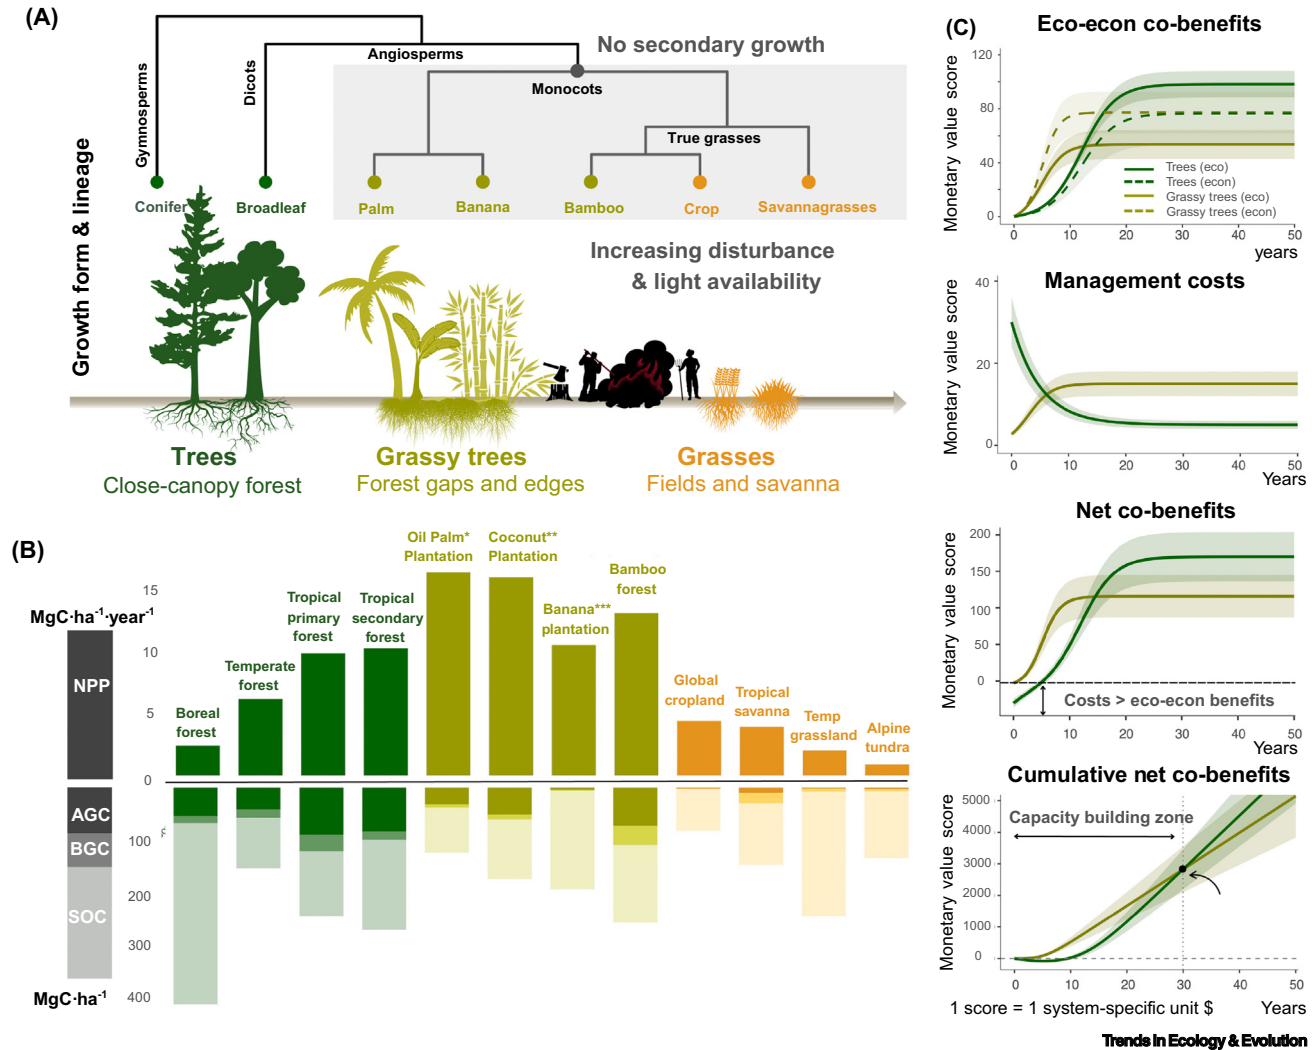 (A)
No secondary growth
Angiosperms
Gymnosperms
Dicots
Monocots
True grasses
Conifer
Broadleaf
Palm
Banana
Bamboo
Crop
Savannagrasses
Growth form & lineage
Increasing disturbance
& light availability
Trees
Close-canopy forest
Grassy trees
Forest gaps and edges
Grasses
Fields and savanna
(B)
MgC·ha⁻¹·year⁻¹
NPP
AGC
BGC
SOC
MgC·ha⁻¹
15
10
5
0
100
200
300
400
Boreal
forest
Temperate
forest
Tropical
primary
forest
Tropical
secondary
forest
Oil Palm*
Plantation
Coconut**
Plantation
Banana***
plantation
Bamboo
forest
Global
cropland
Tropical
savanna
Temp
grassland
Alpine
tundra
(C)
Eco-econ co-benefits
Monetary value score
120
80
40
0
Trees (eco)
Trees (econ)
Grassy trees (eco)
Grassy trees (econ)
0 10 20 30 40 50
years
Management costs
Monetary value score
40
20
0
0 10 20 30 40 50
Years
Net co-benefits
Monetary value score
200
150
100
50
0
Costs > eco-econ benefits
0 10 20 30 40 50
Years
Cumulative net co-benefits
Monetary value score
5000
4000
3000
2000
1000
0
Capacity building zone
0 10 20 30 40 50
1 score = 1 system-specific unit $
Years
Trends in Ecology & Evolution